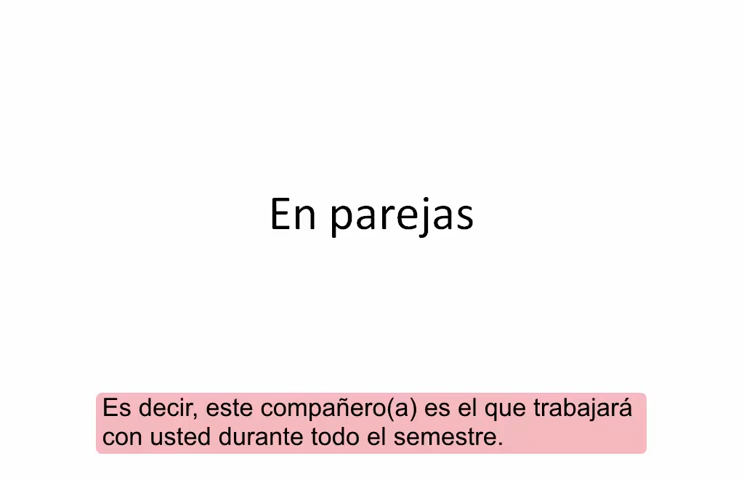 En parejas
Es decir, este compañero(a) es el que trabajará
con usted durante todo el semestre.